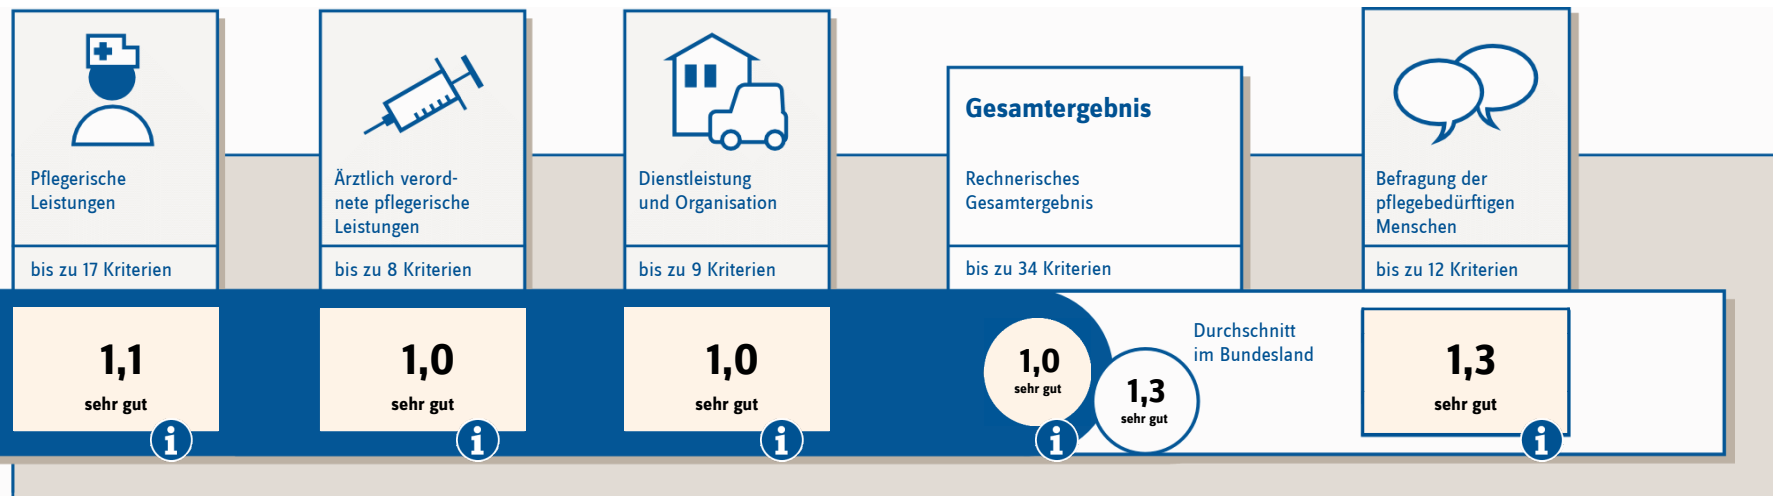 Pflegerische
Leistungen
bis zu 17 Kriterien
1,1
sehr gut
Ärztlich verord-
nete pflegerische
Leistungen
bis zu 8 Kriterien
1,0
sehr gut
Dienstleistung
und Organisation
bis zu 9 Kriterien
1,0
sehr gut
Gesamtergebnis
Rechnerisches
Gesamtergebnis
bis zu 34 Kriterien
1,0
sehr gut
1,3
sehr gut
Durchschnitt
im Bundesland
Befragung der
pflegebedürftigen
Menschen
bis zu 12 Kriterien
1,3
sehr gut